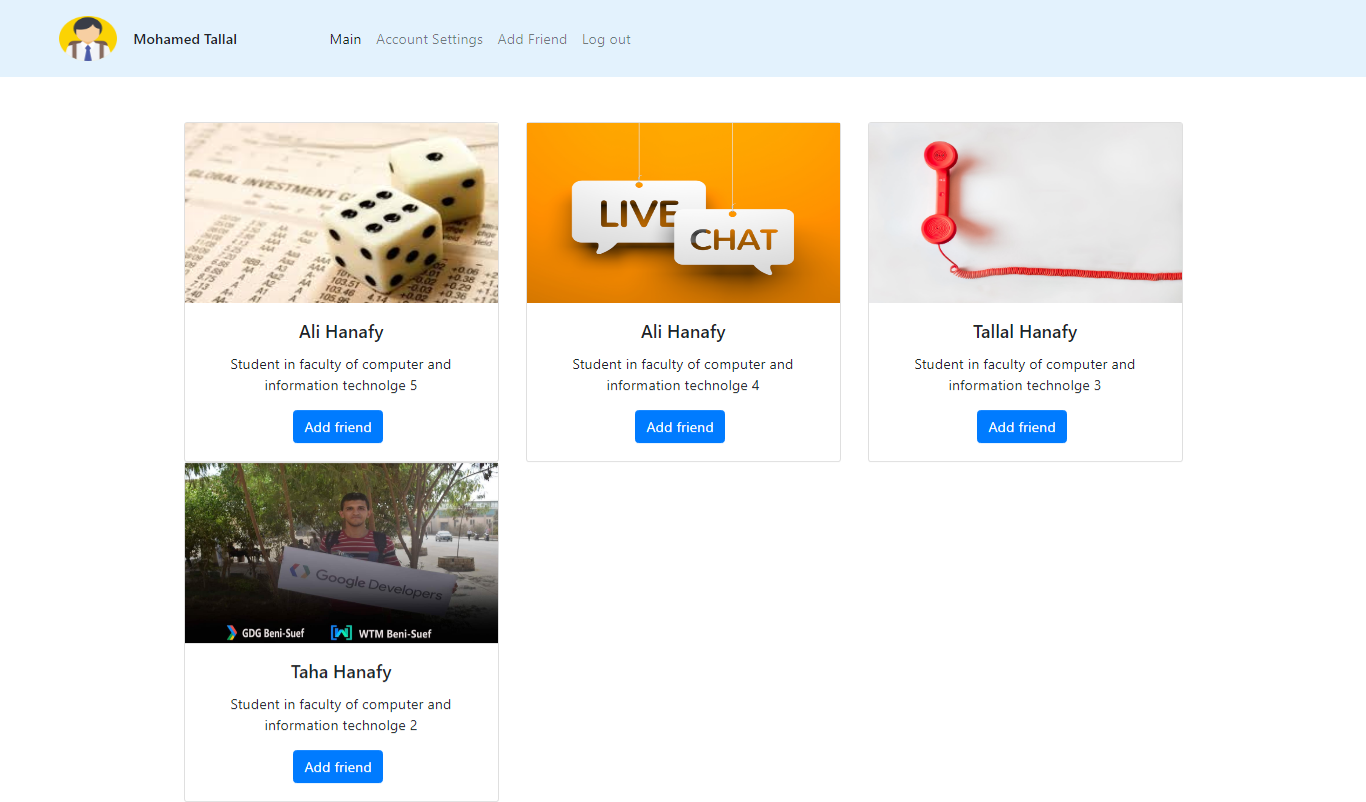 Mohamed Tallal
Main Account Settings Add Friend Log out
GLOBAL INVESTMENT G
LIVE
CHAT
Ali Hanafy
Student in faculty of computer and
information technolge 5
Add friend
Ali Hanafy
Student in faculty of computer and
information technolge 4
Add friend
Tallal Hanafy
Student in faculty of computer and
information technolge 3
Add friend
Google Developers
GDG Beni-Suef WTM Beni-Suef
Taha Hanafy
Student in faculty of computer and
information technolge 2
Add friend